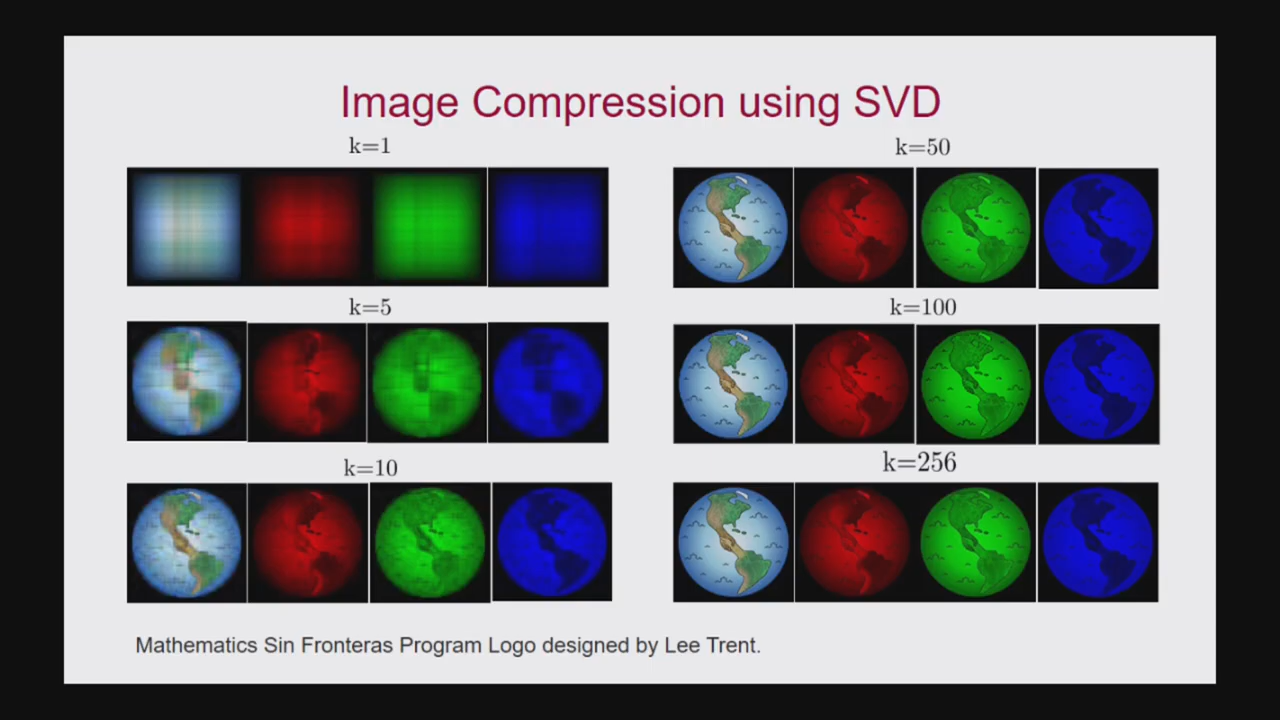 Image Compression using SVD
k=1
k=50
k=5
k=100
k=10
k=256
Mathematics Sin Fronteras Program Logo designed by Lee Trent.